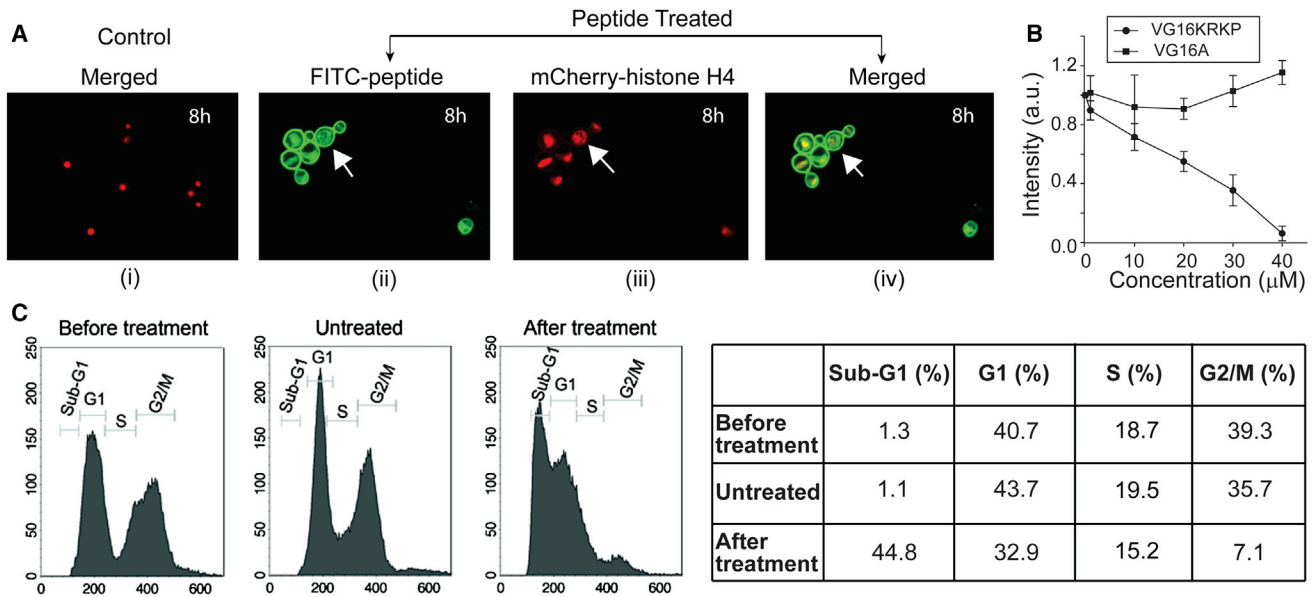 A
Control
Peptide Treated
Merged
FITC-peptide
mCherry-histone H4
Merged
8h
8h
8h
8h
(i)
(ii)
(iii)
(iv)
B
VG16KRKP
VG16A
Intensity (a.u.)
1.2
0.8
0.4
0.0
0 10 20 30 40
Concentration (μM)
C
Before treatment
250
200
150
100
50
0
Sub-G1
G1
S
G2/M
0 200 400 600
Untreated
250
200
150
100
50
0
Sub-G1
G1
S
G2/M
0 200 400 600
After treatment
250
200
150
100
50
0
Sub-G1
G1
S
G2/M
0 200 400 600
Sub-G1 (%) G1 (%) S (%) G2/M (%)
Before treatment 1.3 40.7 18.7 39.3
Untreated 1.1 43.7 19.5 35.7
After treatment 44.8 32.9 15.2 7.1